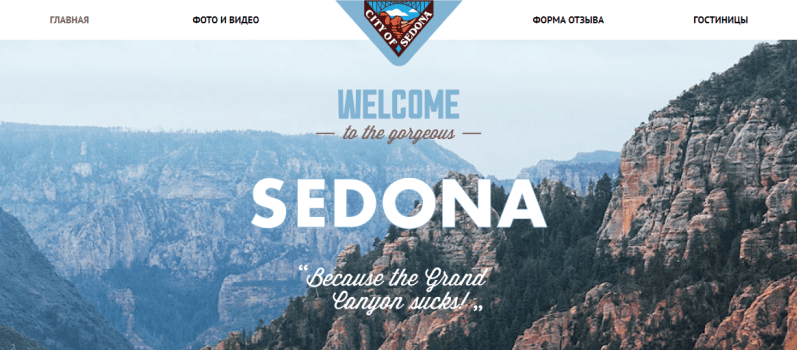 ГЛАВНАЯ
ФОТО И ВИДЕО
CITY OF SEDONA
ФОРМА ОТЗЫВА
ГОСТИНИЦЫ
WELCOME
to the gorgeous
SEDONA
“Because the Grand
Canyon sucks!„